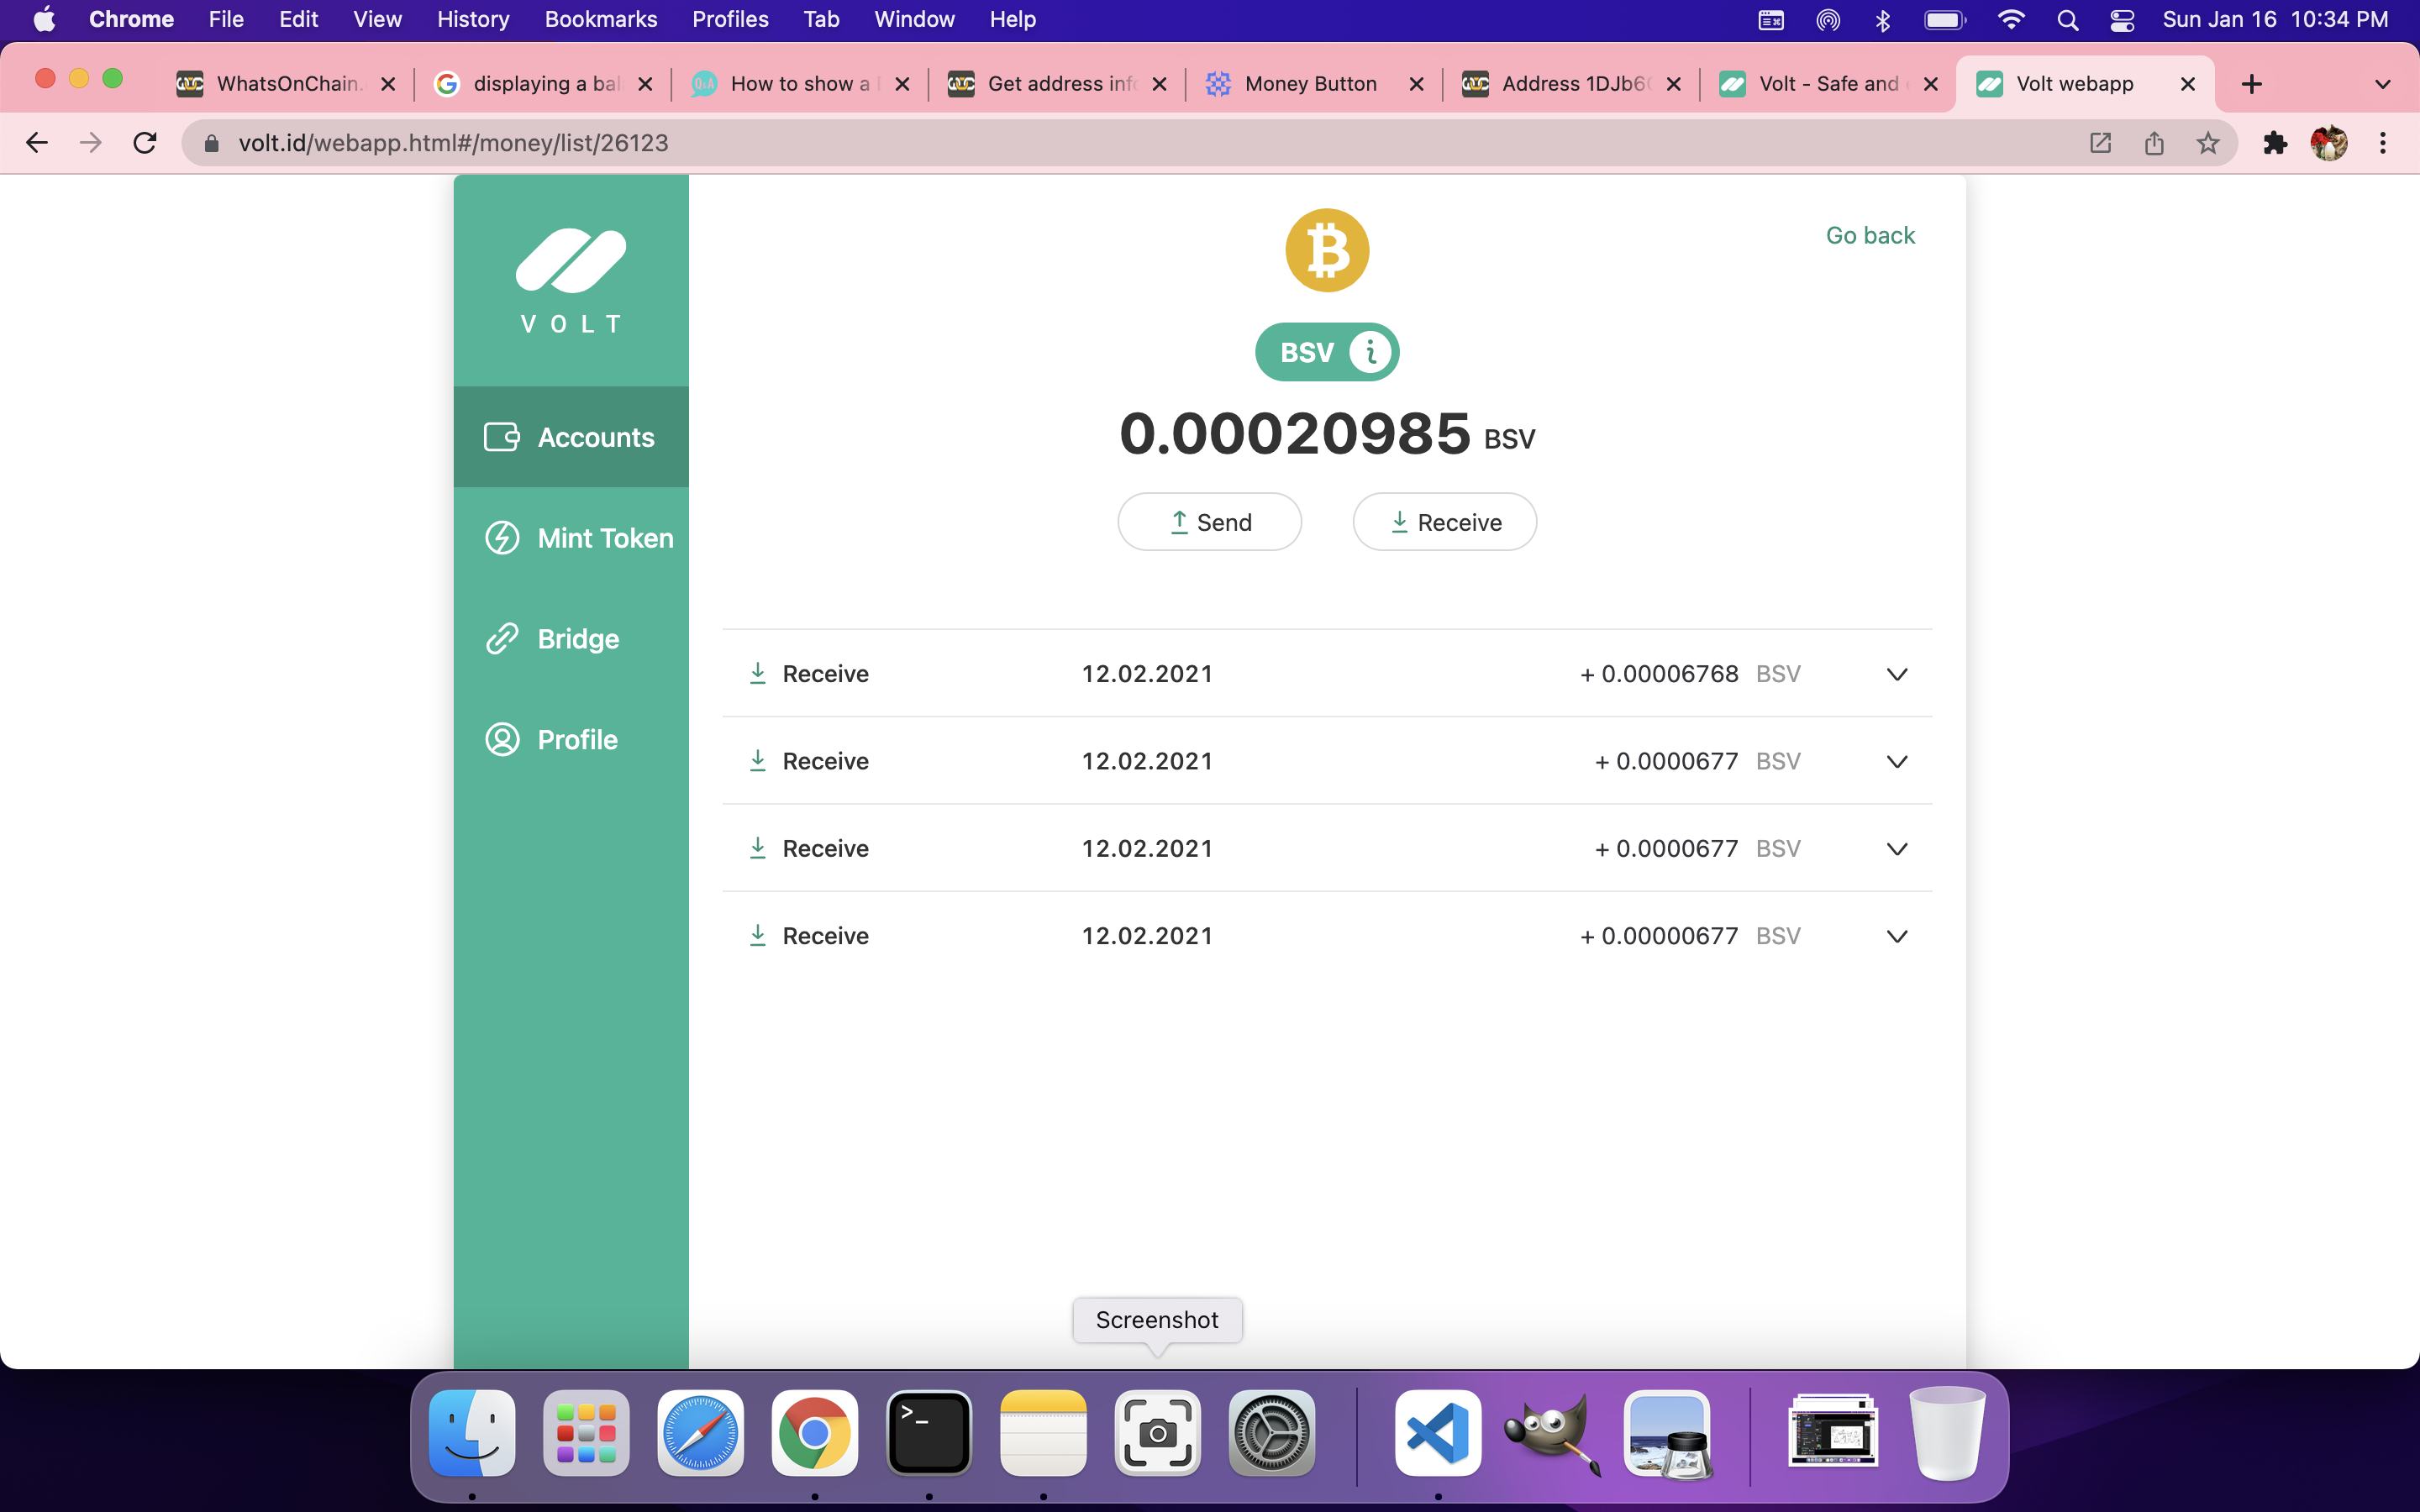 Chrome File Edit View History Bookmarks Profiles Tab Window Help Sun Jan 16 10:34 PM
WhatsOnChain. displaying a bal How to show a Get address info Money Button Address 1DJb6 Volt - Safe and Volt webapp
volt.id/webapp.html#/money/list/26123
VOLT
Accounts
Mint Token
Bridge
Profile
Go back
BSV i
0.00020985 BSV
Send Receive
Receive 12.02.2021 + 0.00006768 BSV
Receive 12.02.2021 + 0.0000677 BSV
Receive 12.02.2021 + 0.0000677 BSV
Receive 12.02.2021 + 0.00000677 BSV
Screenshot